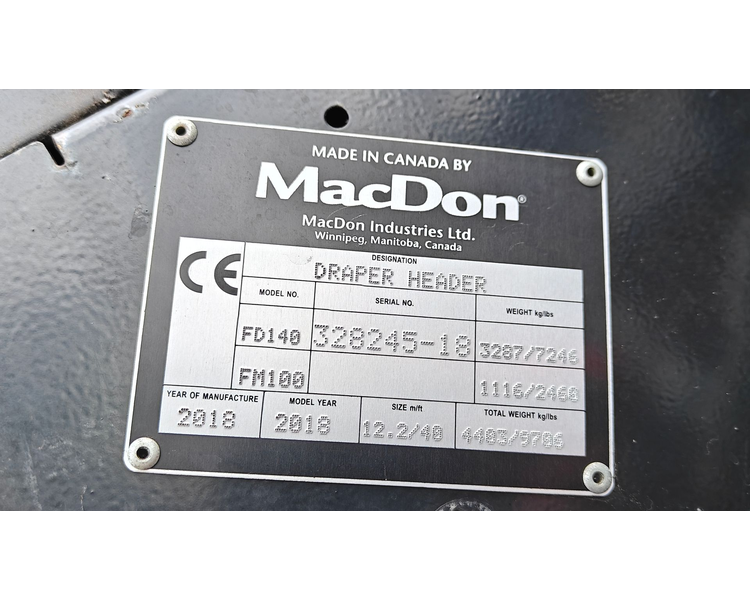 MADE IN CANADA BY
MacDon®
MacDon Industries Ltd.
Winnipeg, Manitoba, Canada
CE
DESIGNATION
DRAPER HEADER
MODEL NO. SERIAL NO. WEIGHT kg/lbs
FD140 328245-18 3287/7246
FM100 1116/2460
YEAR OF MANUFACTURE MODEL YEAR SIZE m/ft TOTAL WEIGHT kg/lbs
2018 2018 12.2/40 4403/9706